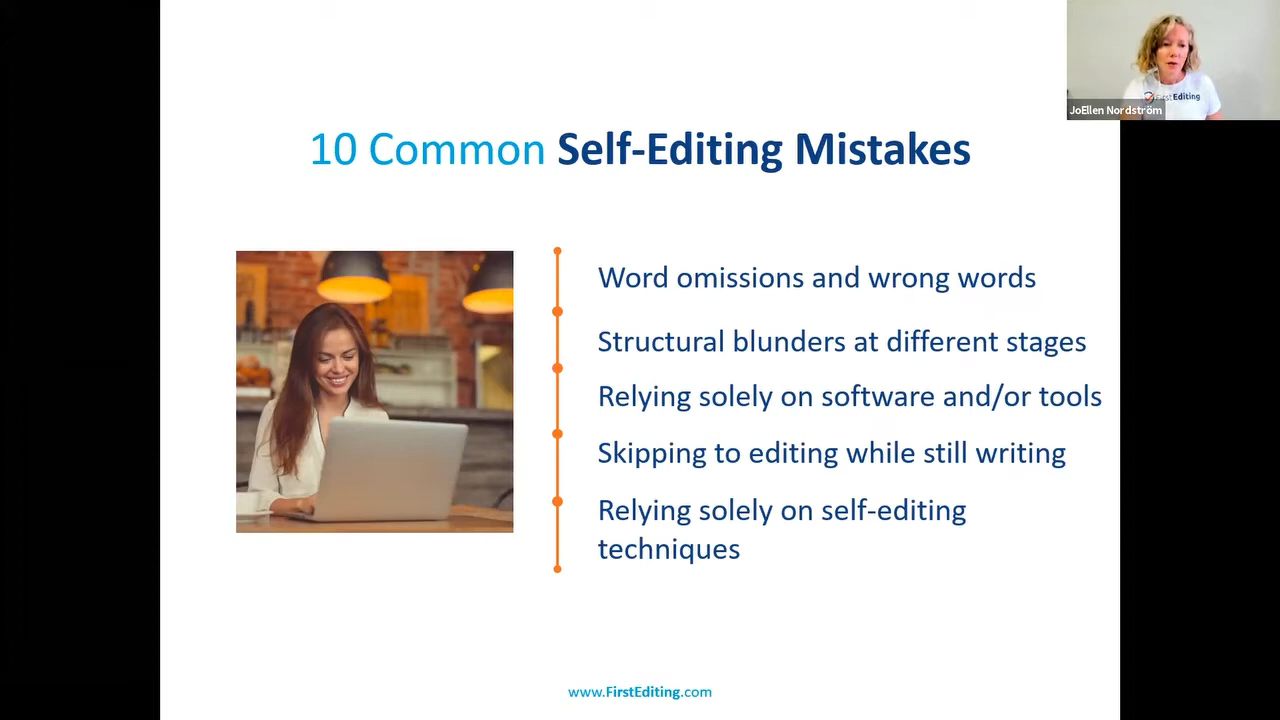 FirstEditing
JoEllen Nordström
10 Common Self-Editing Mistakes
Word omissions and wrong words
Structural blunders at different stages
Relying solely on software and/or tools
Skipping to editing while still writing
Relying solely on self-editing
techniques
www.FirstEditing.com